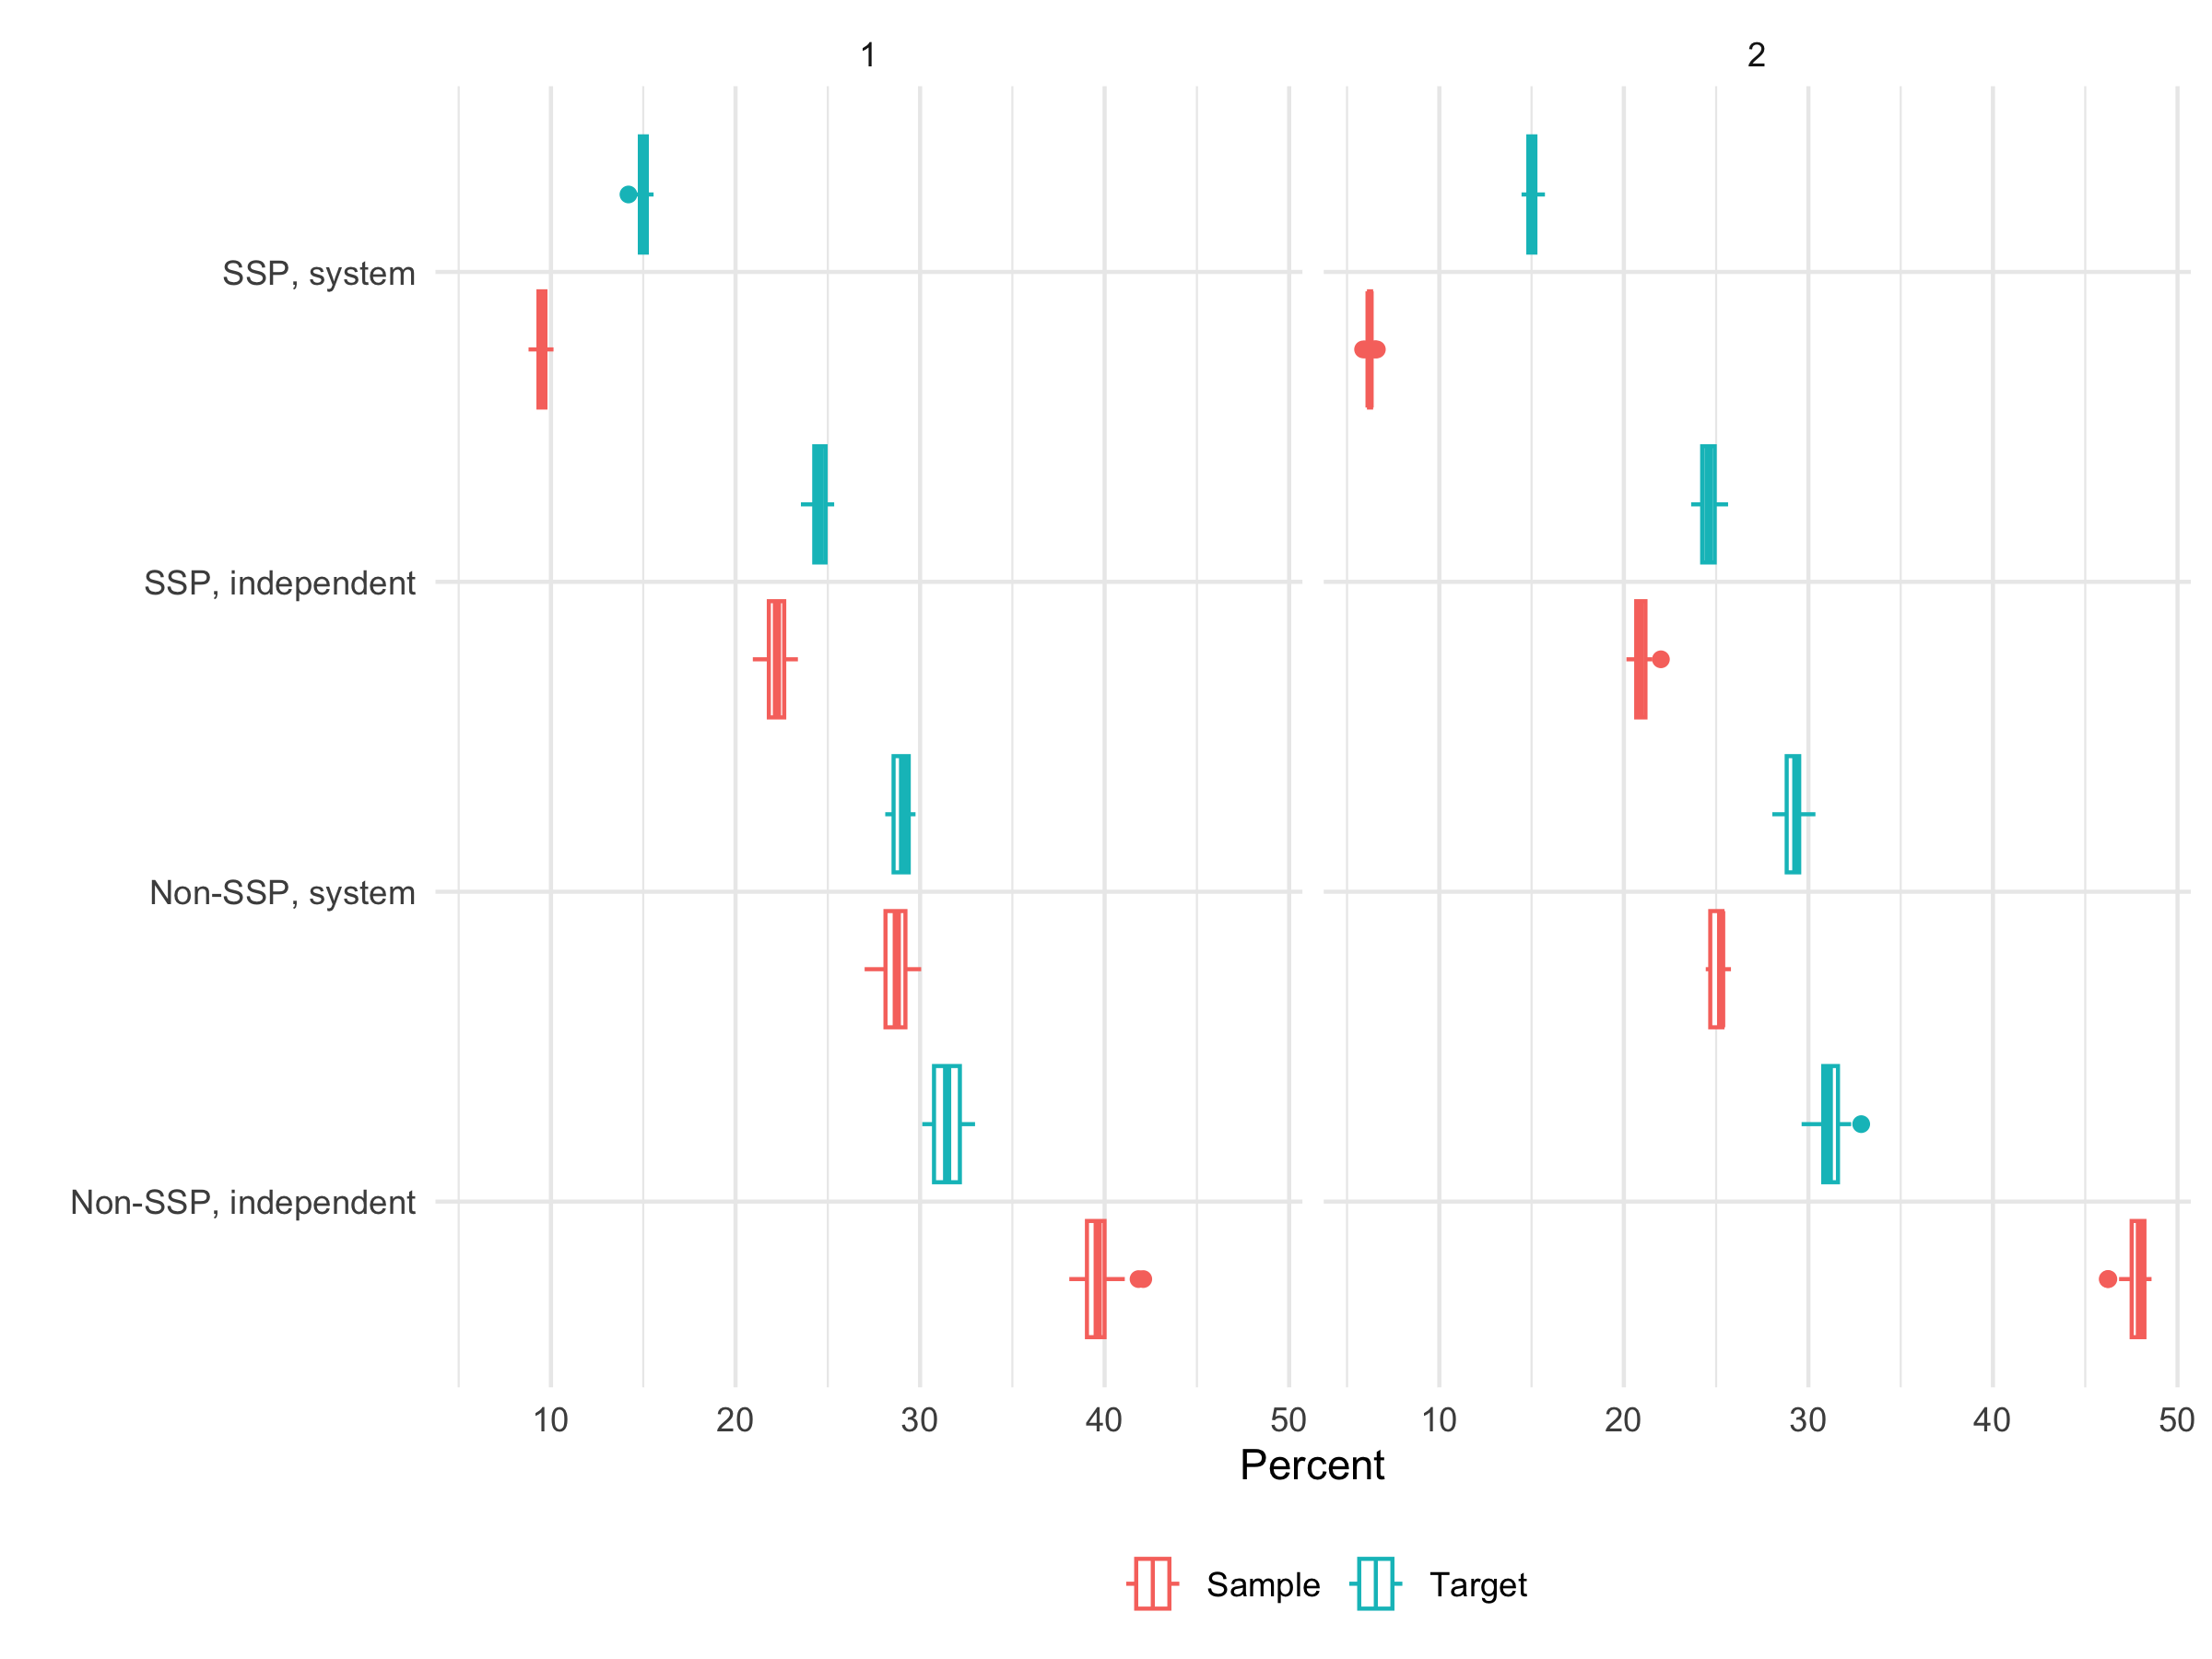 1 2
SSP, system
SSP, independent
Non-SSP, system
Non-SSP, independent
10 20 30 40 50 10 20 30 40 50
Percent
Sample Target